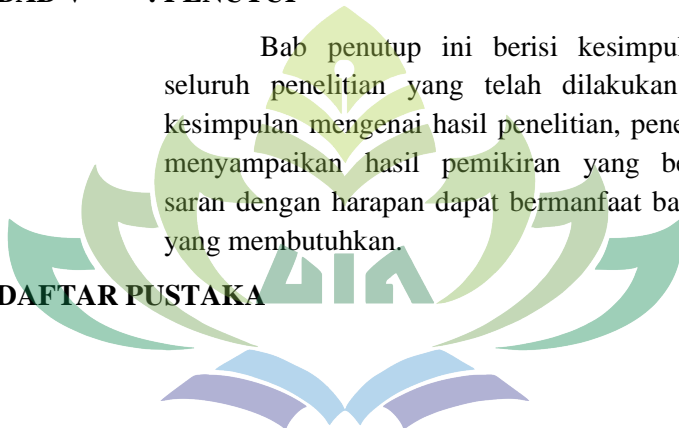 Bab penutup ini berisi
seluruh penelitian yang telah dilakukan
kesimpulan mengenai hasil penelitian,
menyampaikan hasil pemikiran yang
saran dengan harapan dapat bermanfaat
yang membutuhkan.
DAFTAR PUSTAKA